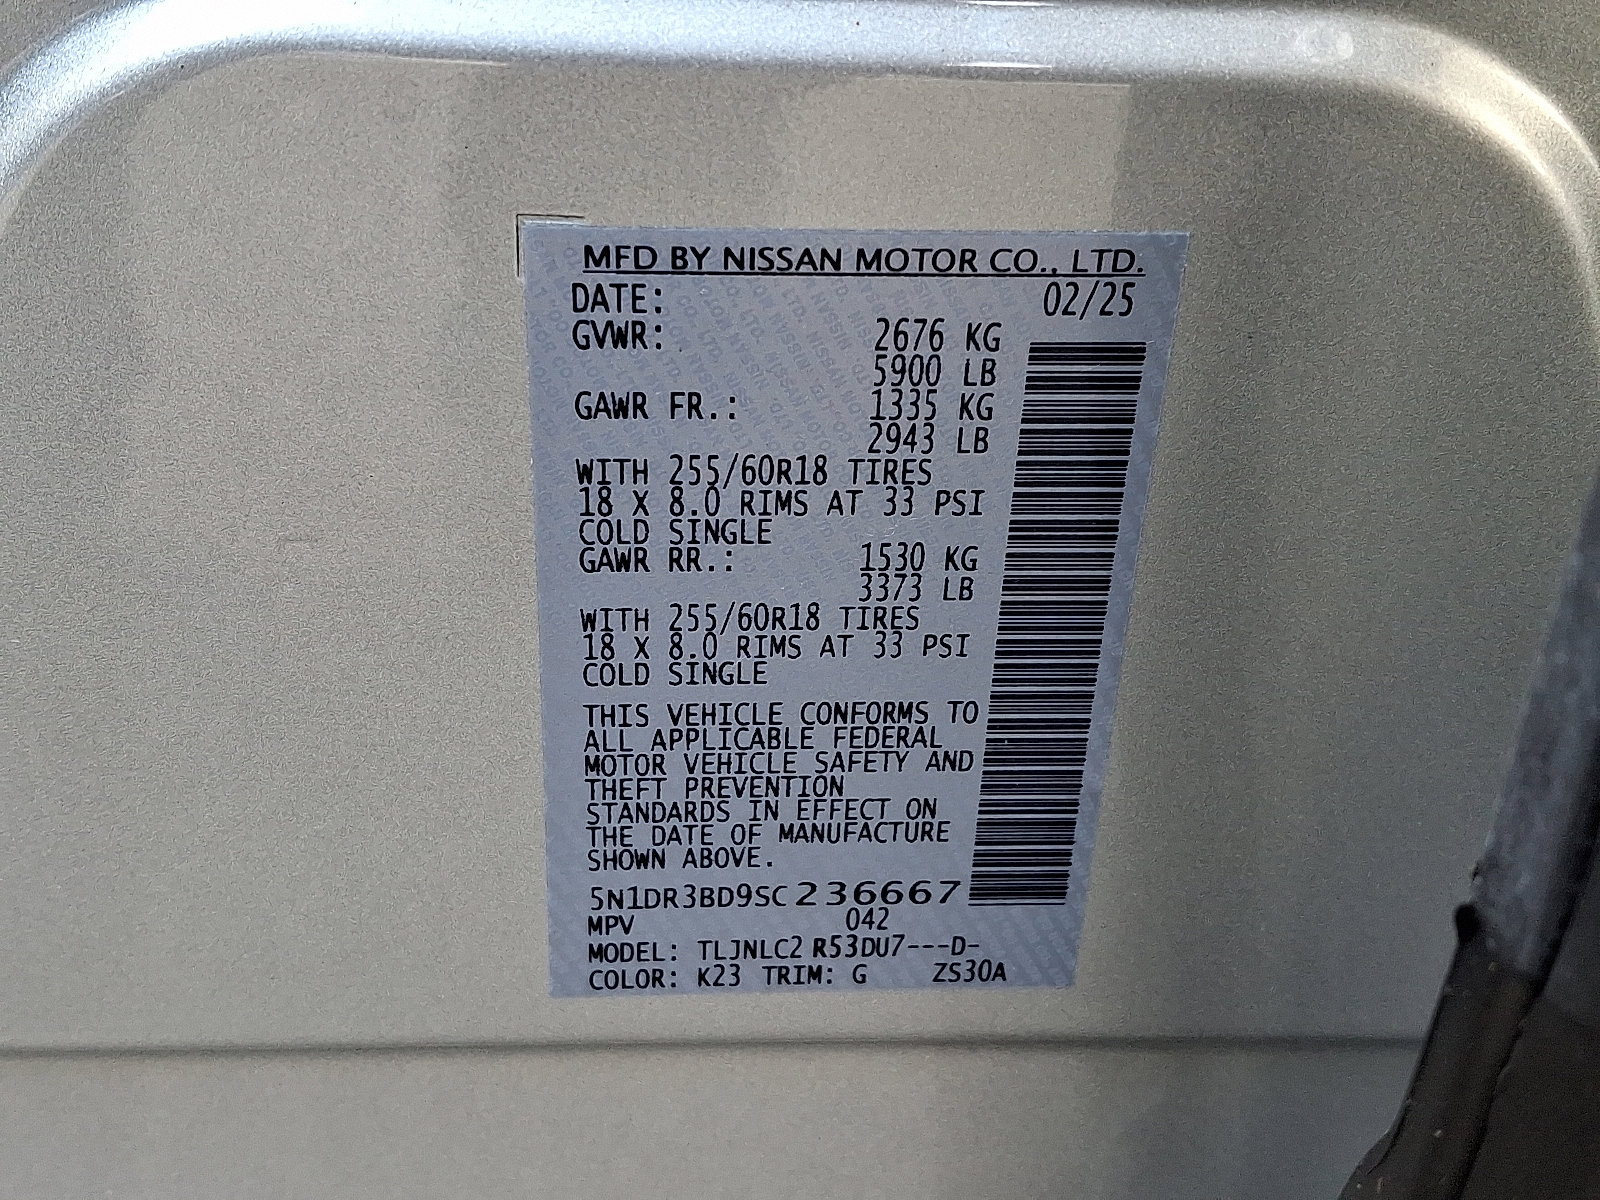 MFD BY NISSAN MOTOR CO., LTD.
DATE: 02/25
GVWR: 2676 KG
5900 LB
GAWR FR.: 1335 KG
2943 LB
WITH 255/60R18 TIRES
18 X 8.0 RIMS AT 33 PSI
COLD SINGLE
GAWR RR.: 1530 KG
3373 LB
WITH 255/60R18 TIRES
18 X 8.0 RIMS AT 33 PSI
COLD SINGLE
THIS VEHICLE CONFORMS TO
ALL APPLICABLE FEDERAL
MOTOR VEHICLE SAFETY AND
THEFT PREVENTION
STANDARDS IN EFFECT ON
THE DATE OF MANUFACTURE
SHOWN ABOVE.
5N1DR3BD9SC236667
MPV 042
MODEL: TLJNLC2 R53DU7---D-
COLOR: K23 TRIM: G ZS30A